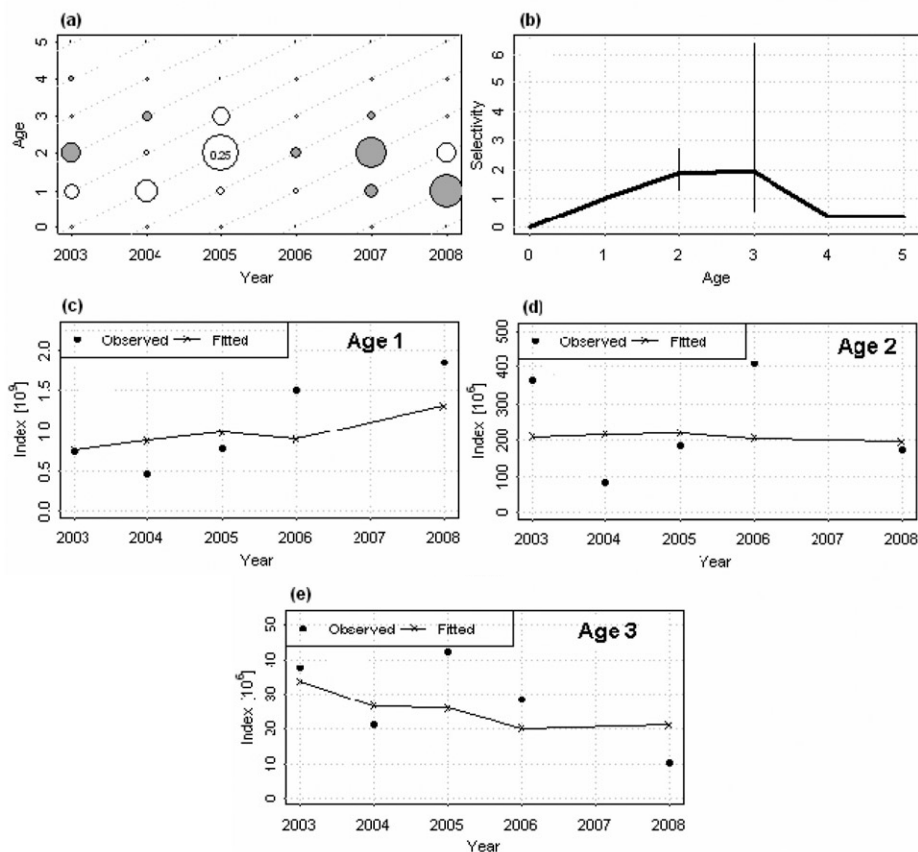 (a)
Age
5
4
3
2
1
0
0.25
2003 2004 2005 2006 2007 2008
Year
(b)
Selectivity
6
5
4
3
2
1
0
0 1 2 3 4 5
Age
(c)
Observed Fitted
Age 1
Index [10⁹]
2.0
1.5
1.0
0.5
0.0
2003 2004 2005 2006 2007 2008
Year
(d)
Observed Fitted
Age 2
Index [10⁶]
500
400
300
200
100
0
2003 2004 2005 2006 2007 2008
Year
(e)
Observed Fitted
Age 3
Index [10⁶]
50
40
30
20
10
0
2003 2004 2005 2006 2007 2008
Year